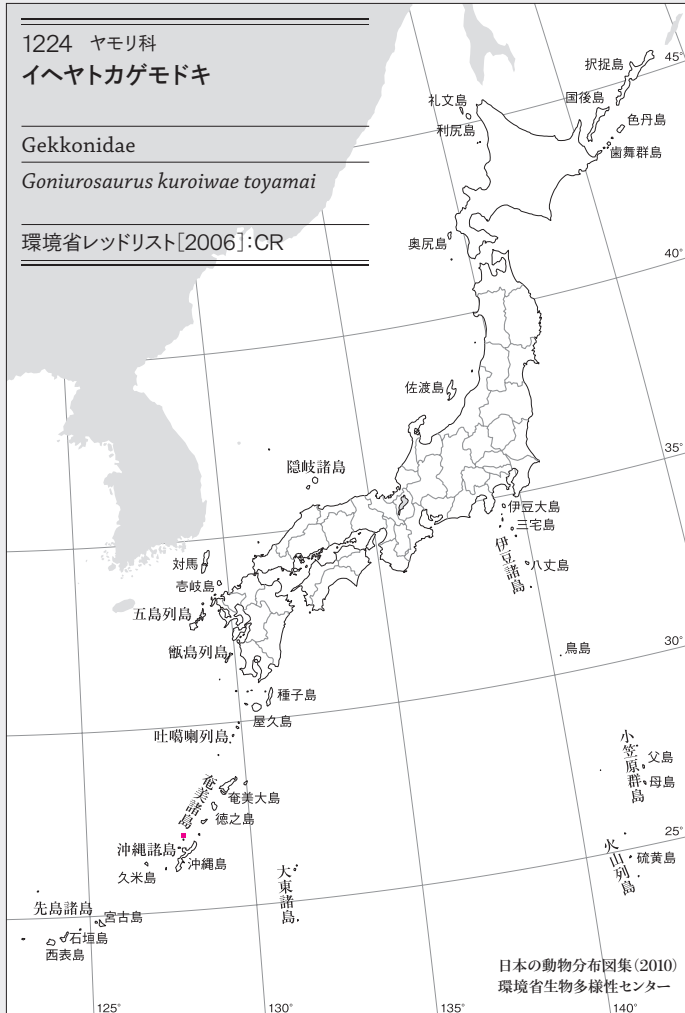 1224 ヤモリ科
イヘヤトカゲモドキ
Gekkonidae
Goniurosaurus kuroiwae toyamai
環境省レッドリスト[2006]:CR
択捉島
45°
国後島
礼文島
色丹島
利尻島
歯舞群島
奥尻島
40°
佐渡島
35°
隠岐諸島
伊豆大島
三宅島
伊豆諸島
八丈島
対馬
壱岐島
五島列島
甑島列島
鳥島
30°
種子島
屋久島
吐噶喇列島
小笠原群島
父島
母島
奄美諸島
奄美大島
徳之島
25°
沖縄諸島
沖縄島
久米島
火山列島
硫黄島
大東諸島
先島諸島
宮古島
石垣島
西表島
日本の動物分布図集(2010)
環境省生物多様性センター
125°
130°
135°
140°